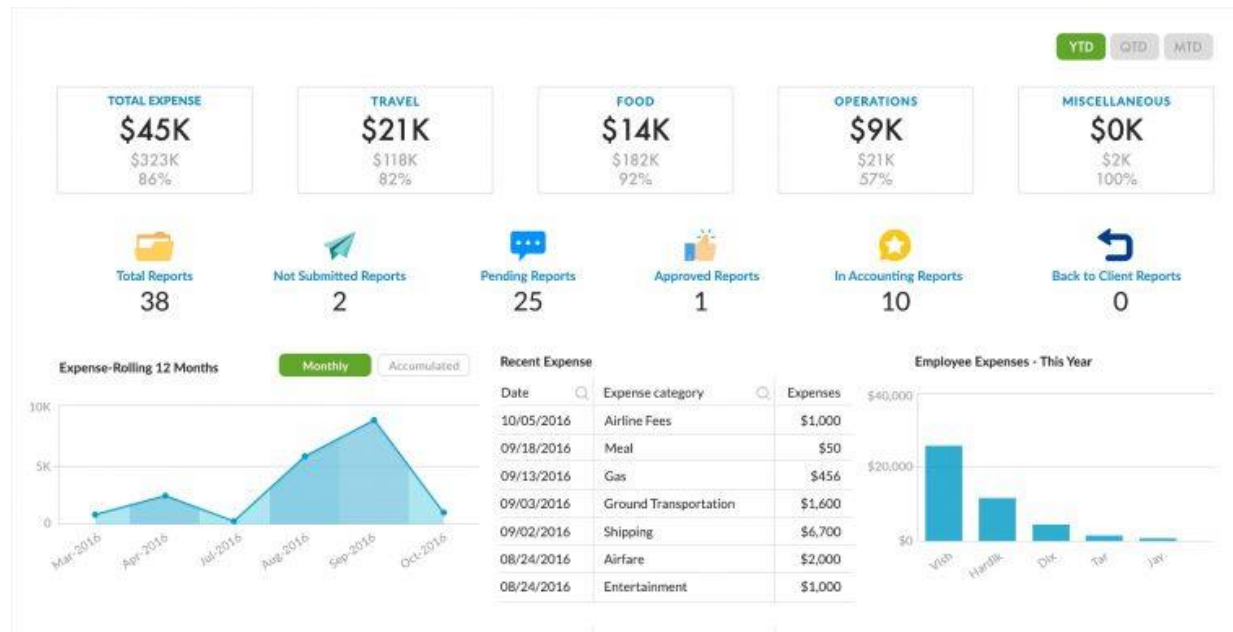 YTD QTD MTD
TOTAL EXPENSE
$45K
$323K
86%
TRAVEL
$21K
$118K
82%
FOOD
$14K
$182K
92%
OPERATIONS
$9K
$21K
57%
MISCELLANEOUS
$0K
$2K
100%
Total Reports
38
Not Submitted Reports
2
Pending Reports
25
Approved Reports
1
In Accounting Reports
10
Back to Client Reports
0
Expense-Rolling 12 Months
Monthly Accumulated
10K
5K
0
Mar-2016 Apr-2016 Jul-2016 Aug-2016 Sep-2016 Oct-2016
Recent Expense
Date Expense category Expenses
10/05/2016 Airline Fees $1,000
09/18/2016 Meal $50
09/13/2016 Gas $456
09/03/2016 Ground Transportation $1,600
09/02/2016 Shipping $6,700
08/24/2016 Airfare $2,000
08/24/2016 Entertainment $1,000
Employee Expenses - This Year
$40,000
$20,000
$0
Vish Hardik Dix Tar Jay